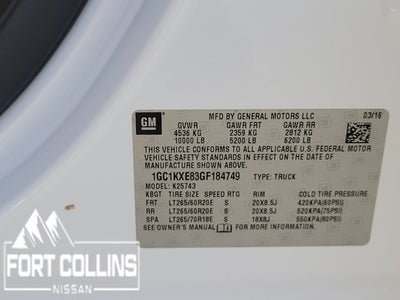 GM
MFD BY GENERAL MOTORS LLC
03/16
GVWR GAWR FRT GAWR RR
4536 KG 2359 KG 2812 KG
10000 LB 5200 LB 6200 LB
THIS VEHICLE CONFORMS TO ALL APPLICABLE U.S. FEDERAL MOTOR
VEHICLE SAFETY STANDARDS IN EFFECT ON THE DATE OF
MANUFACTURE SHOWN ABOVE.
1GC1KXE83GF184749 TYPE: TRUCK
MODEL: K25743
KBGT TIRE SIZE SPEED RTG RIM COLD TIRE PRESSURE
FRT LT265/60R20E S 20X8.5J 420KPA(60PSI)
RR LT265/60R20E S 20X8.5J 520KPA(75PSI)
SPA LT265/70R18E S 18X8J 550KPA(80PSI)
SEE OWNER'S MANUAL FOR MORE INFORMATION.
FORT COLLINS
NISSAN